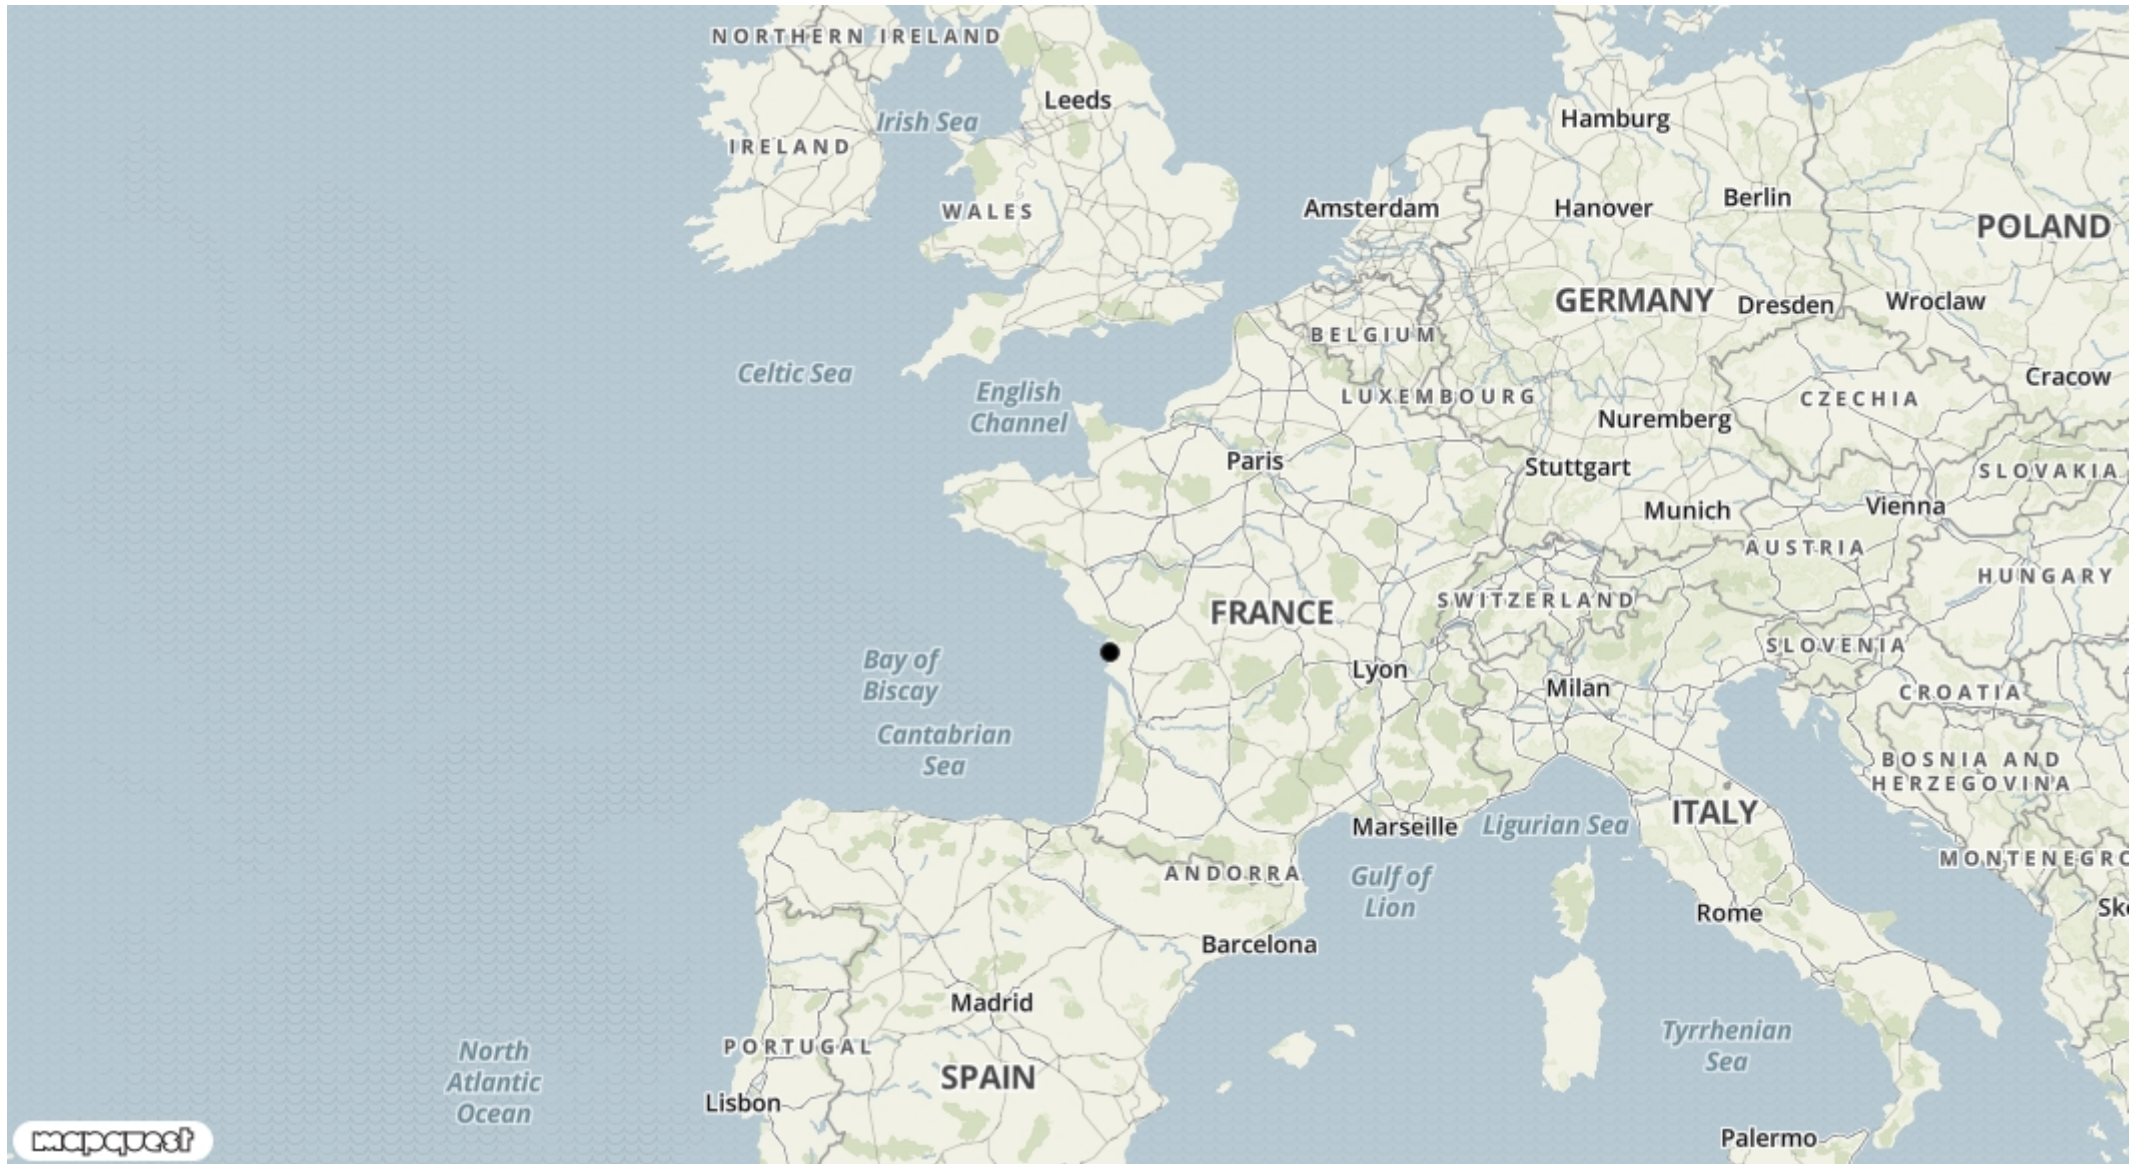 NORTHERN IRELAND
Leeds
Irish Sea
IRELAND
Hamburg
WALES
Amsterdam
Hanover
Berlin
POLAND
GERMANY
Dresden
Wroclaw
BELGIUM
Celtic Sea
English
Channel
LUXEMBOURG
Cracow
CZECHIA
Nuremberg
Paris
Stuttgart
SLOVAKIA
Munich
Vienna
AUSTRIA
HUNGARY
SWITZERLAND
FRANCE
SLOVENIA
Bay of
Biscay
Lyon
Milan
CROATIA
Cantabrian
Sea
BOSNIA AND
HERZEGOVINA
ITALY
Marseille
Ligurian Sea
MONTENEGRO
ANDORRA
Gulf of
Lion
Rome
Sk
Barcelona
Madrid
Tyrrhenian
Sea
PORTUGAL
North
Atlantic
Ocean
SPAIN
Lisbon
mapquest
Palermo